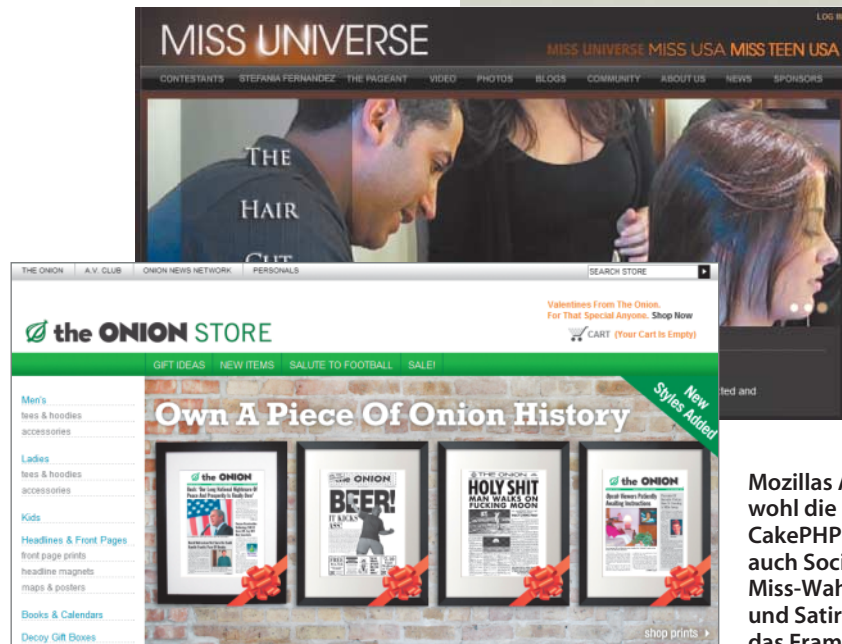 LOG IN
MISS UNIVERSE
MISS UNIVERSE MISS USA MISS TEEN USA
CONTESTANTS STEFANIA FERNANDEZ THE PAGEANT VIDEO PHOTOS BLOGS COMMUNITY ABOUT US NEWS SPONSORS
THE
HAIR
CUT
THE ONION A.V. CLUB ONION NEWS NETWORK PERSONALS
SEARCH STORE
Valentines From The Onion.
For That Special Anyone. Shop Now
the ONION STORE
CART (Your Cart Is Empty)
GIFT IDEAS NEW ITEMS SALUTE TO FOOTBALL SALE!
New
Styles Added
Men's
tees & hoodies
accessories
Ladies
tees & hoodies
accessories
Kids
Headlines & Front Pages
front page prints
headline magnets
maps & posters
Books & Calendars
Decoy Gift Boxes
Own A Piece Of Onion History
the ONION
the ONION
BEER!
IT KICKS
ASS!
THE ONION
HOLY SHIT
MAN WALKS ON
FUCKING MOON
the ONION
shop prints
ted and
Mozillas A
wohl die
CakePHP
auch Soci
Miss-Wah
und Satir
das Fram